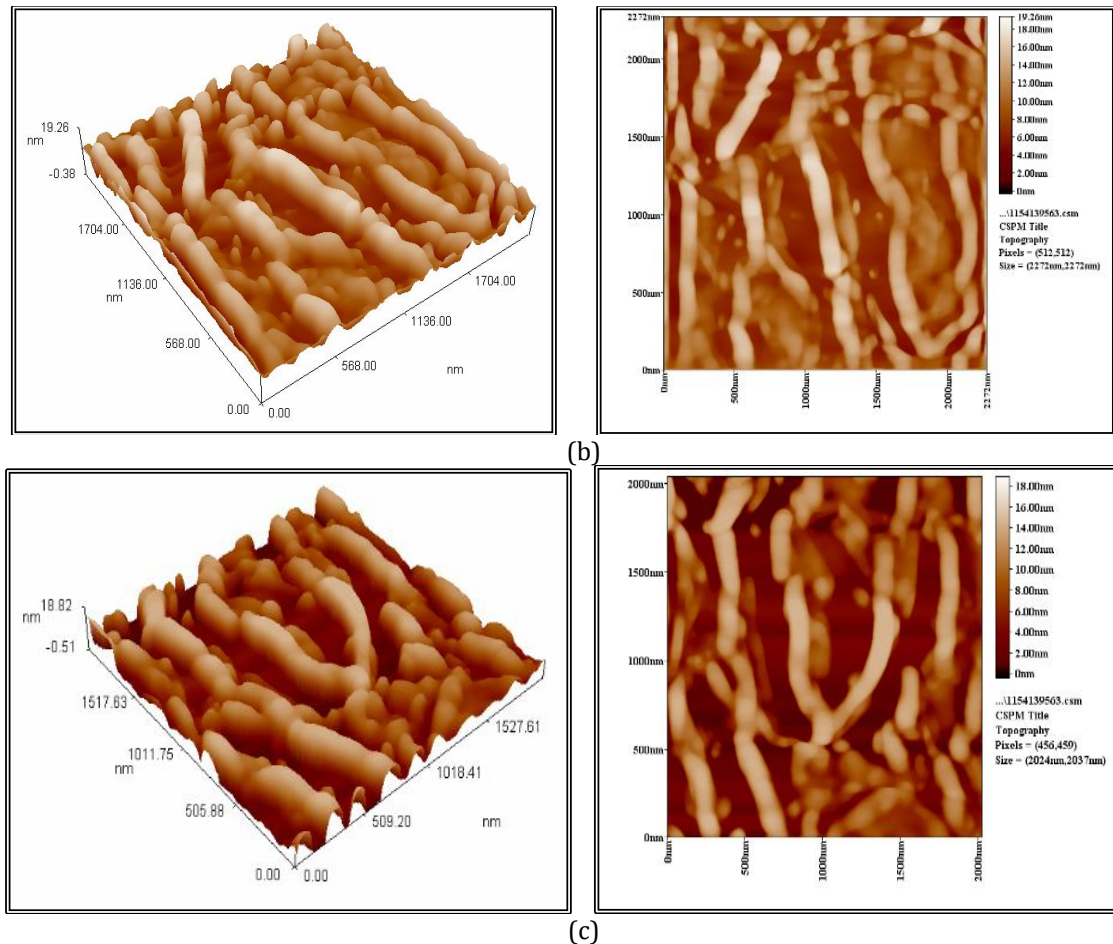 19.26
nm
-0.38
1704.00
1136.00
nm
568.00
0.00
0.00
568.00
1136.00
1704.00
nm
2272nm
2000nm
1500nm
1000nm
500nm
0nm
0nm
500nm
1000nm
1500nm
2000nm
2272nm
19.26nm
18.00nm
16.00nm
14.00nm
12.00nm
10.00nm
8.00nm
6.00nm
4.00nm
2.00nm
0nm
...\1154139563.csm
CSPM Title
Topography
Pixels = (512,512)
Size = (2272nm,2272nm)
(b)
18.82
nm
-0.51
1517.63
1011.75
nm
505.88
0.00
0.00
509.20
1018.41
1527.61
nm
2000nm
1500nm
1000nm
500nm
0nm
0nm
500nm
1000nm
1500nm
2000nm
18.00nm
16.00nm
14.00nm
12.00nm
10.00nm
8.00nm
6.00nm
4.00nm
2.00nm
0nm
...\1154139563.csm
CSPM Title
Topography
Pixels = (456,459)
Size = (2024nm,2037nm)
(c)